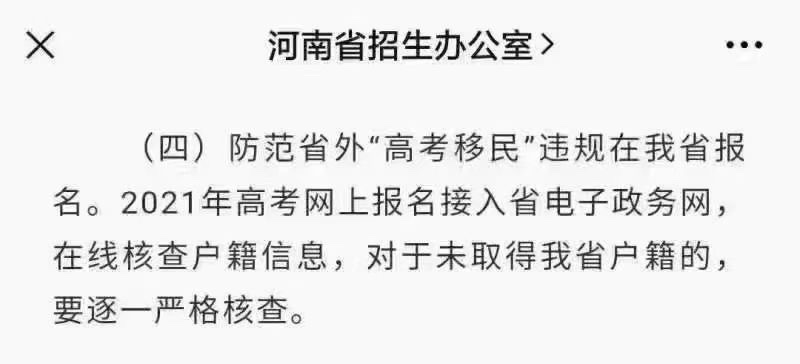 河南省招生办公室
（四）防范省外“高考移民”违规在我省报
名。2021年高考网上报名接入省电子政务网，
在线核查户籍信息，对于未取得我省户籍的，
要逐一严格核查。